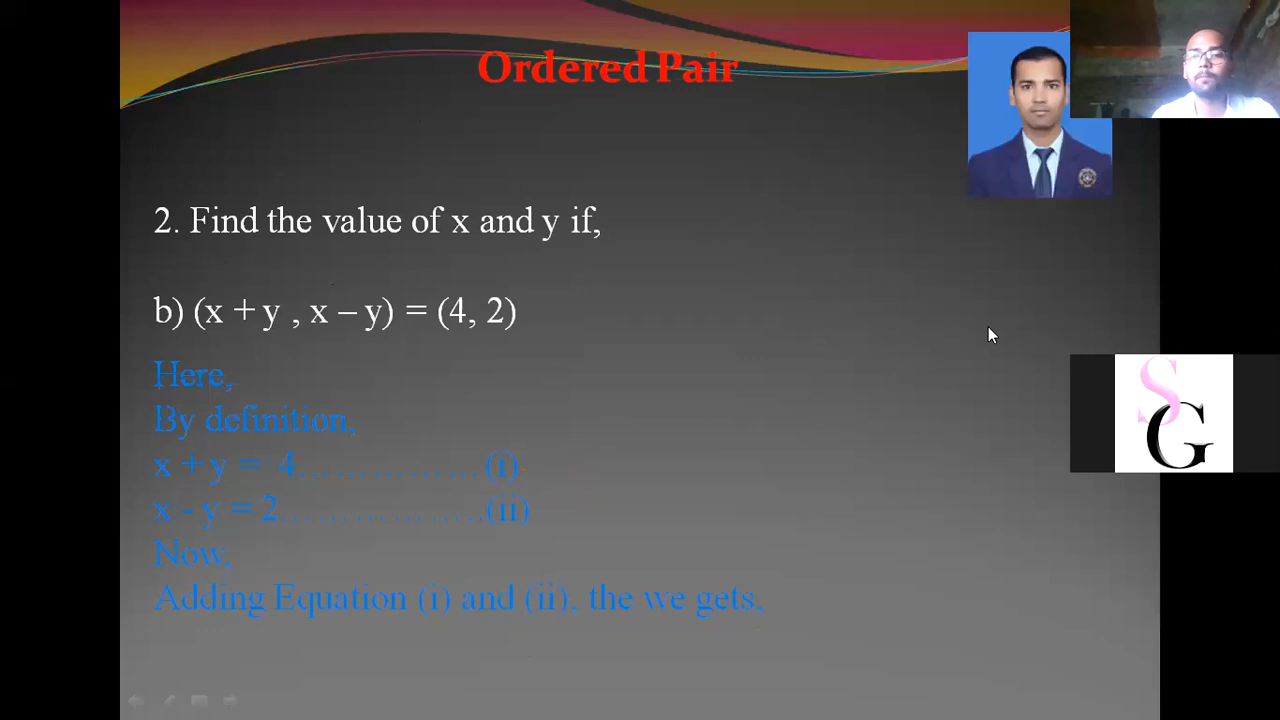 Ordered Pair
2. Find the value of x and y if,
b) (x + y , x – y) = (4, 2)
Here,
By definition,
x + y = 4……………(i)
x - y = 2………………(ii)
Now,
Adding Equation (i) and (ii), the we gets,
SG